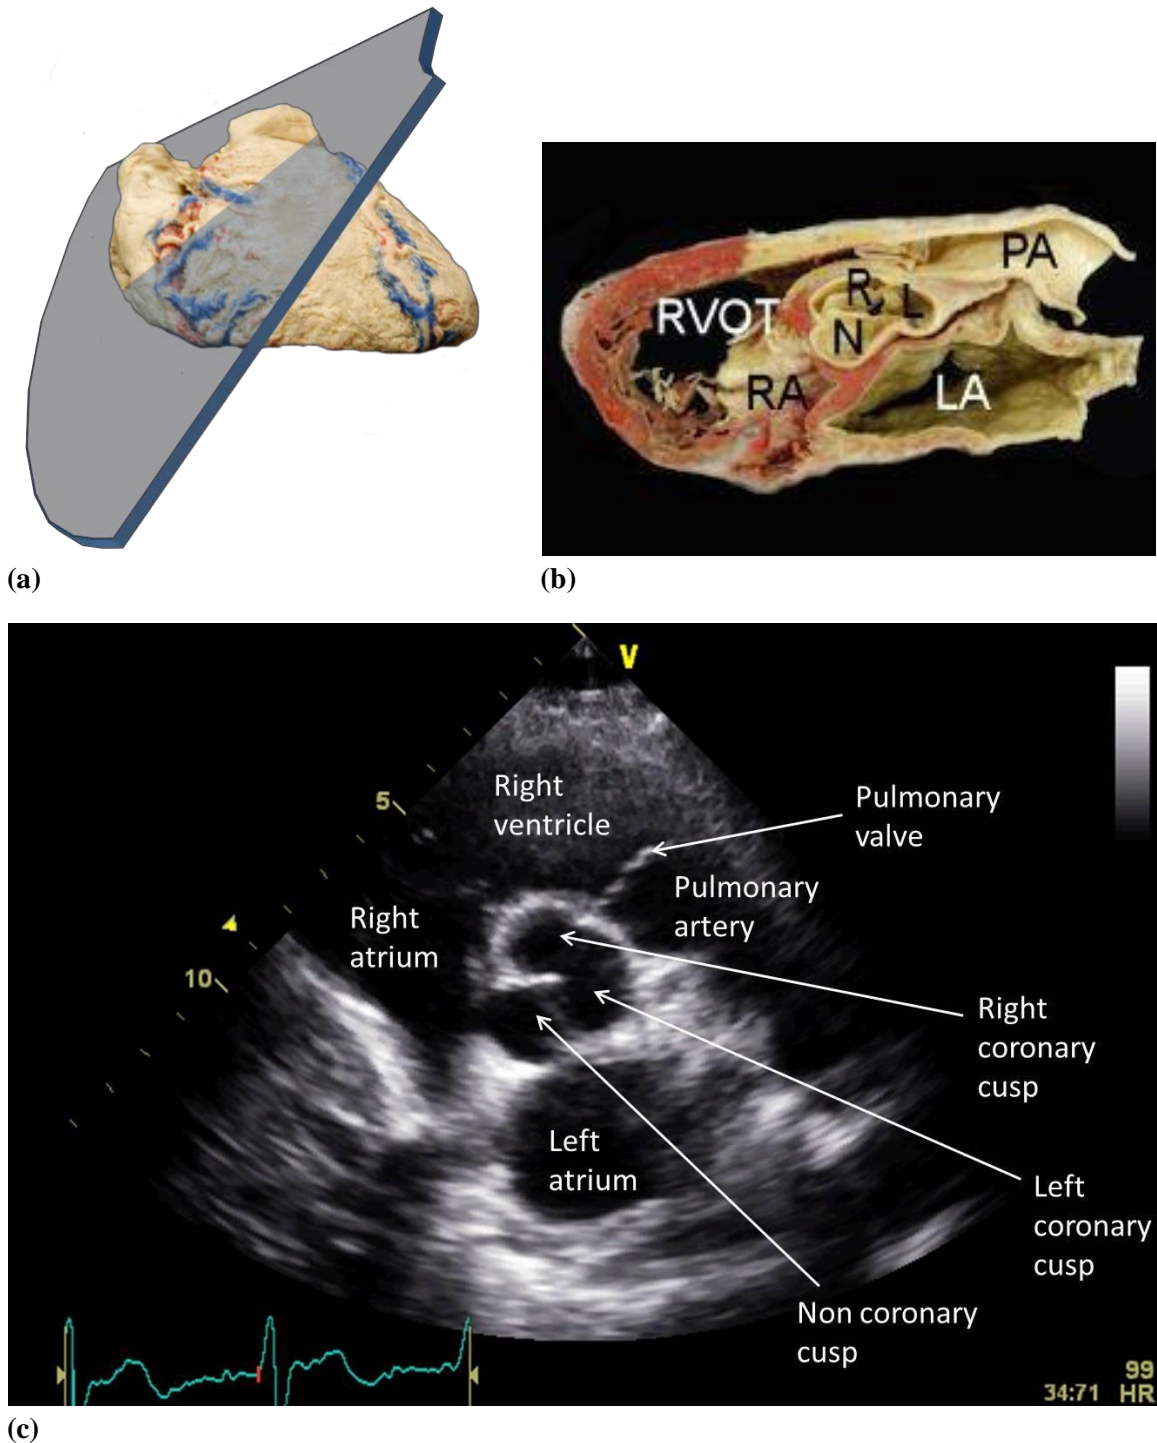 (a)
RVOT
R
L
N
PA
RA
LA
(b)
V
Right
ventricle
Pulmonary
valve
5
Pulmonary
artery
Right
atrium
10
Right
coronary
cusp
Left
atrium
Left
coronary
cusp
Non coronary
cusp
99
34:71 HR
(c)